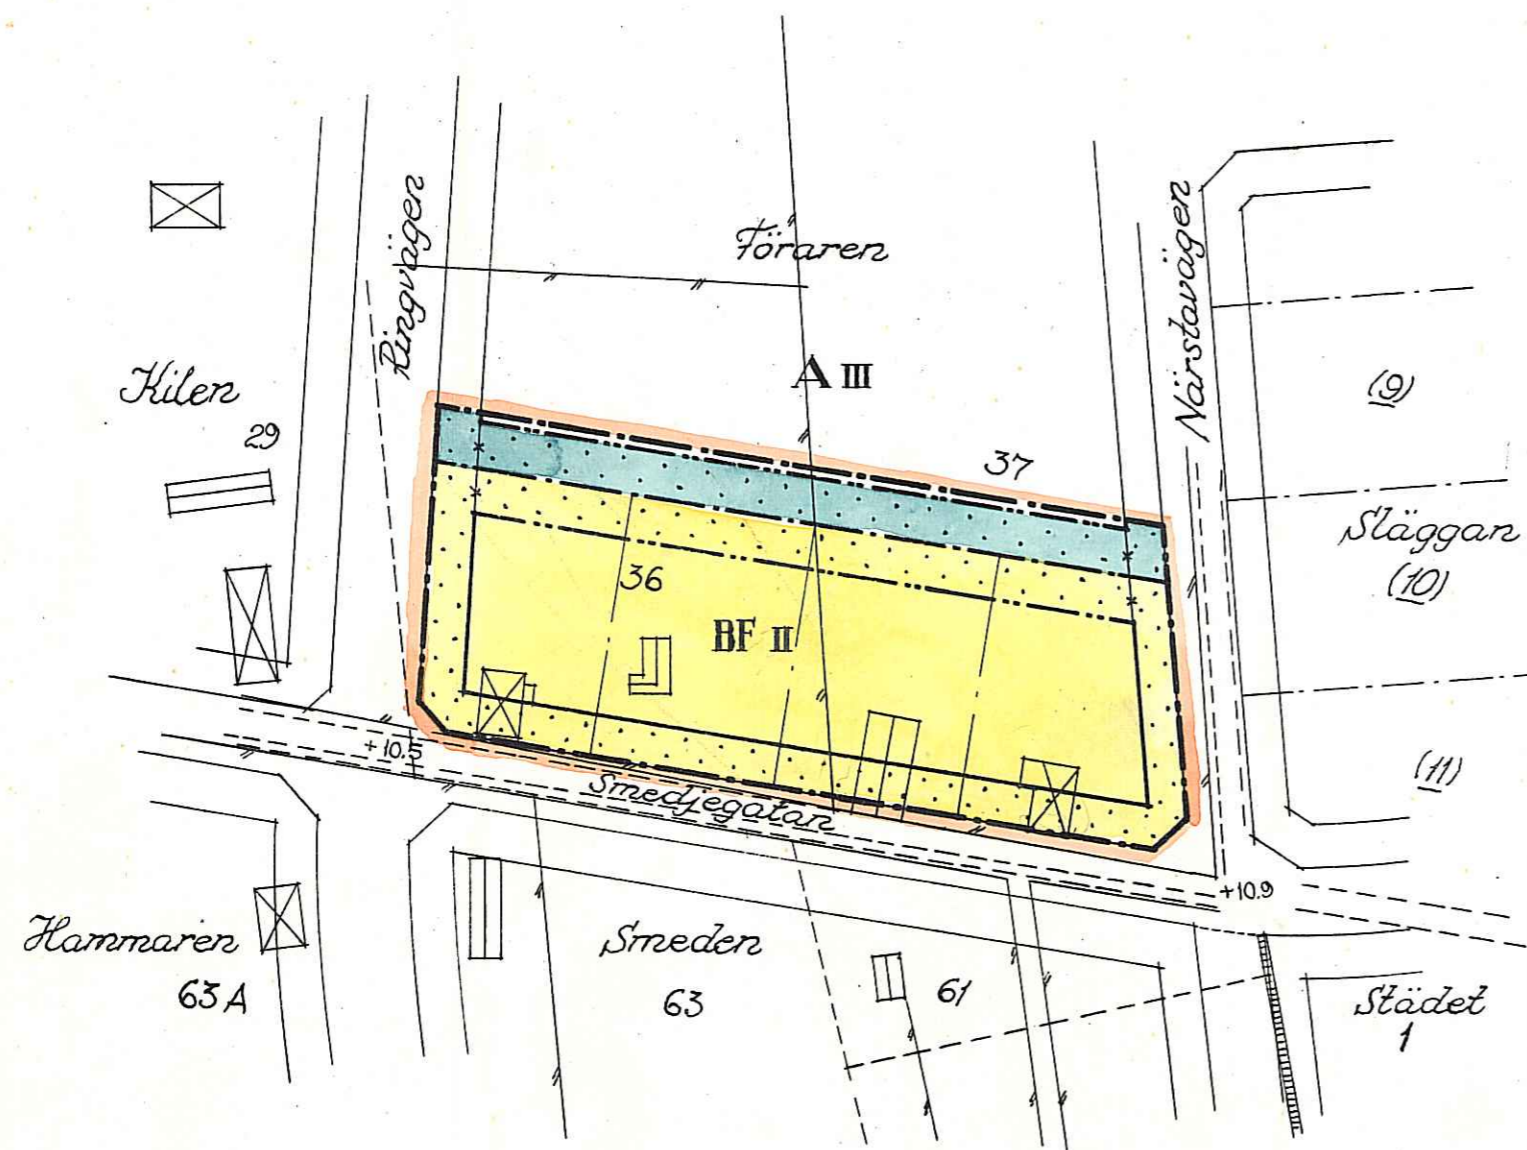 Föraren
Ringvägen
Närstavägen
A III
Kilen
(9)
29
37
Släggan
(10)
36
BF II
+10.5
Smedjegatan
(11)
+10.9
Hammaren
63A
Smeden
63
61
Städet
1